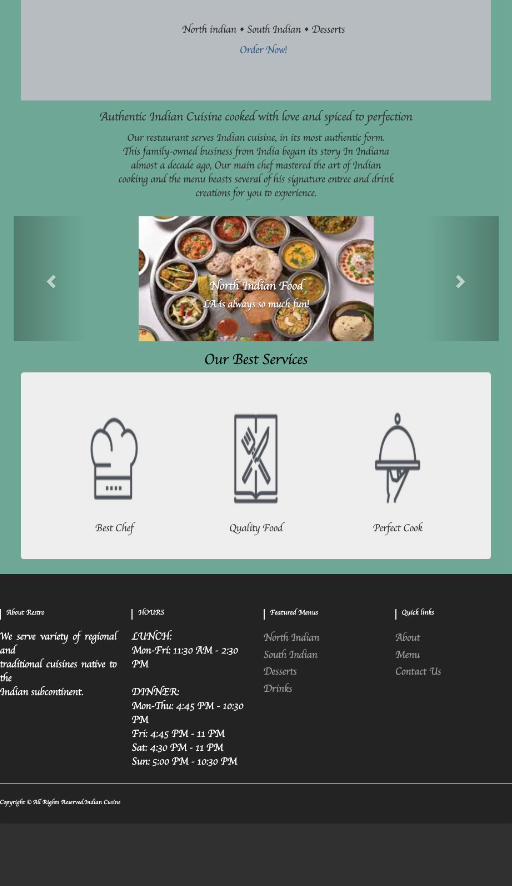 North indian • South Indian • Desserts
Order Now!
Authentic Indian Cuisine cooked with love and spiced to perfection
Our restaurant serves Indian cuisine, in its most authentic form.
This family-owned business from India began its story In Indiana
almost a decade ago, Our main chef mastered the art of Indian
cooking and the menu beasts several of his signature entree and drink
creations for you to experience.
North Indian Food
LA is always so much fun!
Our Best Services
Best Chef
Quality Food
Perfect Cook
About Restro
We serve variety of regional
and
traditional cuisines native to
the
Indian subcontinent.
HOURS
LUNCH:
Mon-Fri: 11:30 AM - 2:30
PM
DINNER:
Mon-Thu: 4:45 PM - 10:30
PM
Fri: 4:45 PM - 11 PM
Sat: 4:30 PM - 11 PM
Sun: 5:00 PM - 10:30 PM
Featured Menus
North Indian
South Indian
Desserts
Drinks
Quick links
About
Menu
Contact Us
Copyright © All Rights Reserved Indian Cusine